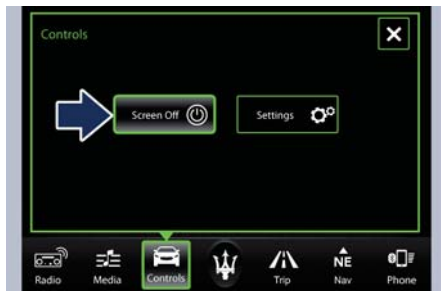 Controls
Screen Off
Settings
NE
Radio
Media
Controls
Trip
Nav
Phone